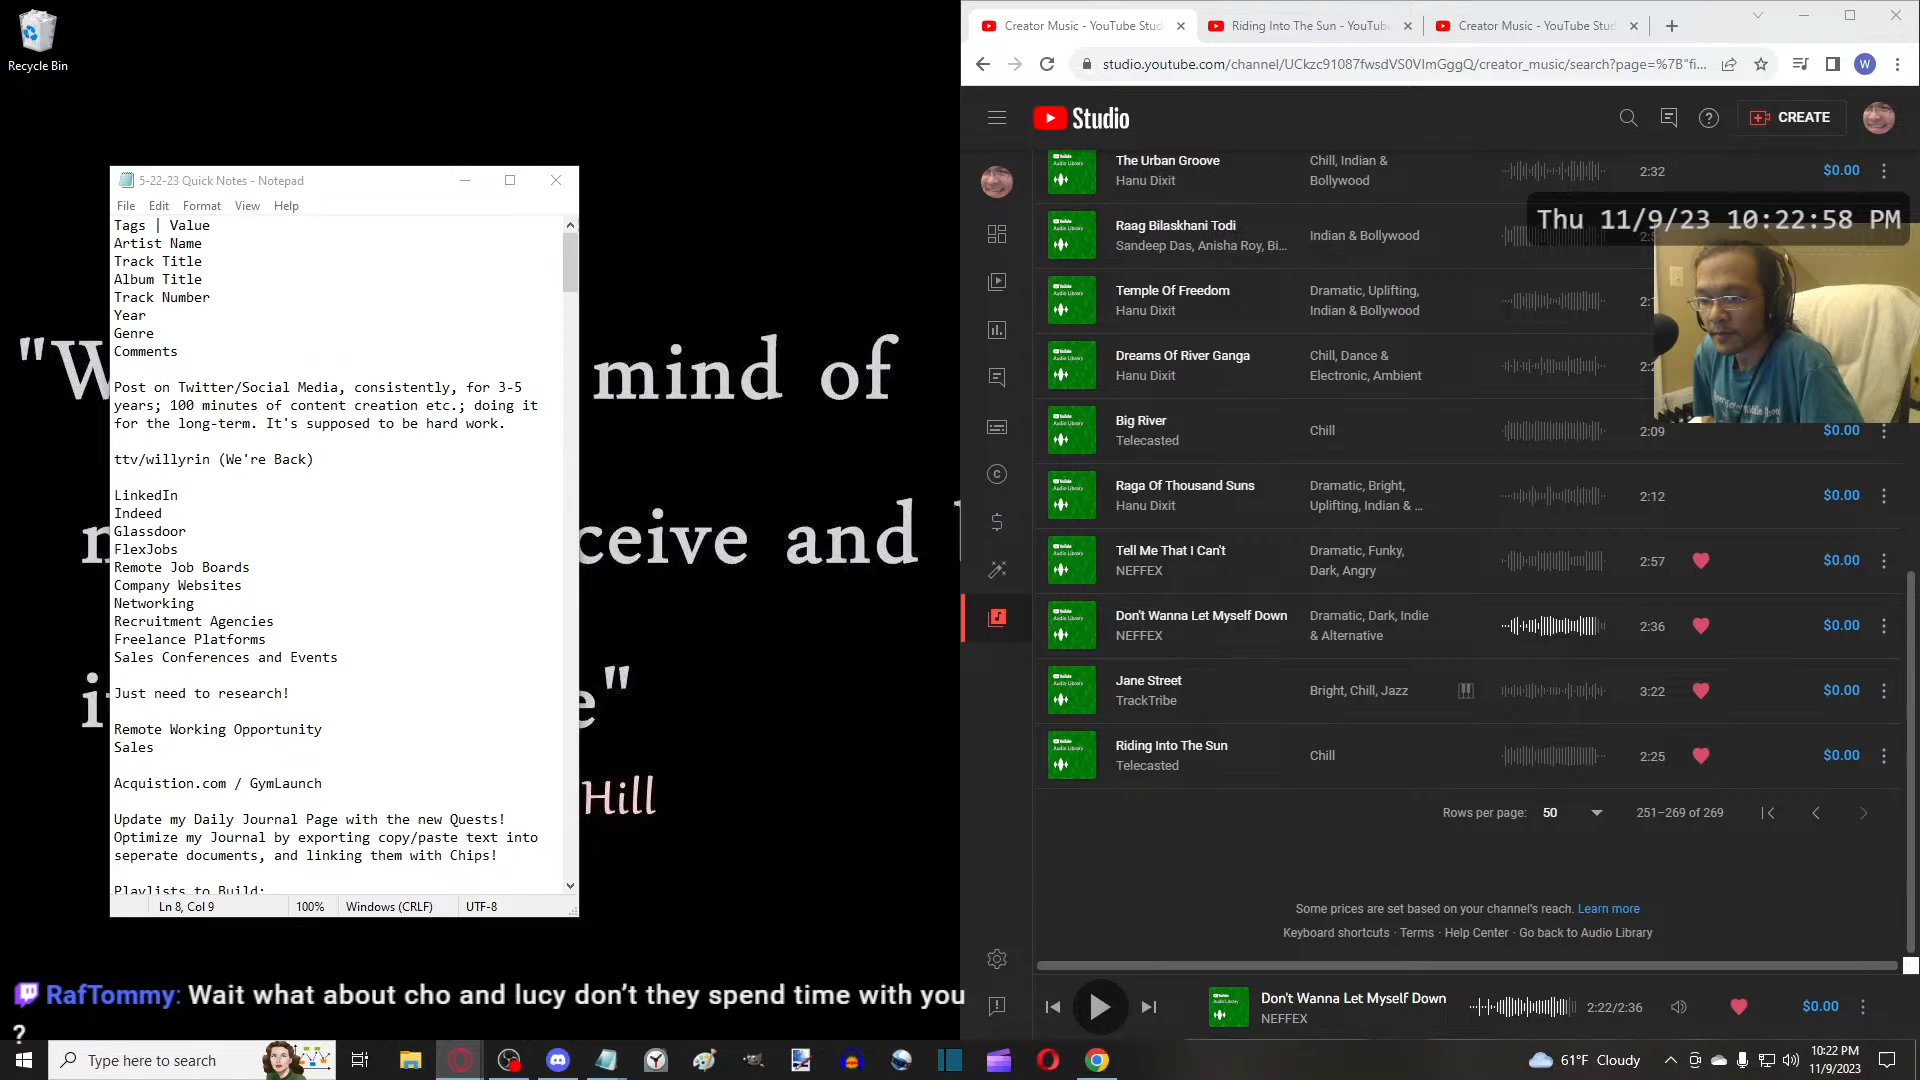 Recycle Bin
"W
mind of
ceive and
"
Hill
5-22-23 Quick Notes - Notepad
File Edit Format View Help
Tags | Value
Artist Name
Track Title
Album Title
Track Number
Year
Genre
Comments
Post on Twitter/Social Media, consistently, for 3-5
years; 100 minutes of content creation etc.; doing it
for the long-term. It's supposed to be hard work.
ttv/willyrin (We're Back)
LinkedIn
Indeed
Glassdoor
FlexJobs
Remote Job Boards
Company Websites
Networking
Recruitment Agencies
Freelance Platforms
Sales Conferences and Events
Just need to research!
Remote Working Opportunity
Sales
Acquistion.com / GymLaunch
Update my Daily Journal Page with the new Quests!
Optimize my Journal by exporting copy/paste text into
seperate documents, and linking them with Chips!
Playlists to Build:
Ln 8, Col 9 100% Windows (CRLF) UTF-8
RafTommy: Wait what about cho and lucy don't they spend time with you
?
Creator Music - YouTube Stud
Riding Into The Sun - YouTube
Creator Music - YouTube Stud
studio.youtube.com/channel/UCkzc91087fwsdVS0VImGggQ/creator_music/search?page=%7B"fi...
W
Studio
CREATE
Thu 11/9/23 10:22:58 PM
The Urban Groove
Hanu Dixit
Chill, Indian &
Bollywood
2:32
$0.00
Raag Bilaskhani Todi
Sandeep Das, Anisha Roy, Bi...
Indian & Bollywood
Temple Of Freedom
Hanu Dixit
Dramatic, Uplifting,
Indian & Bollywood
Dreams Of River Ganga
Hanu Dixit
Chill, Dance &
Electronic, Ambient
Big River
Telecasted
Chill
2:09
$0.00
Raga Of Thousand Suns
Hanu Dixit
Dramatic, Bright,
Uplifting, Indian & ...
2:12
$0.00
Tell Me That I Can't
NEFFEX
Dramatic, Funky,
Dark, Angry
2:57
$0.00
Don't Wanna Let Myself Down
NEFFEX
Dramatic, Dark, Indie
& Alternative
2:36
$0.00
Jane Street
TrackTribe
Bright, Chill, Jazz
3:22
$0.00
Riding Into The Sun
Telecasted
Chill
2:25
$0.00
Rows per page: 50 251–269 of 269
Some prices are set based on your channel's reach. Learn more
Keyboard shortcuts · Terms · Help Center · Go back to Audio Library
Don't Wanna Let Myself Down
NEFFEX
2:22/2:36
$0.00
Type here to search
61°F Cloudy
10:22 PM
11/9/2023